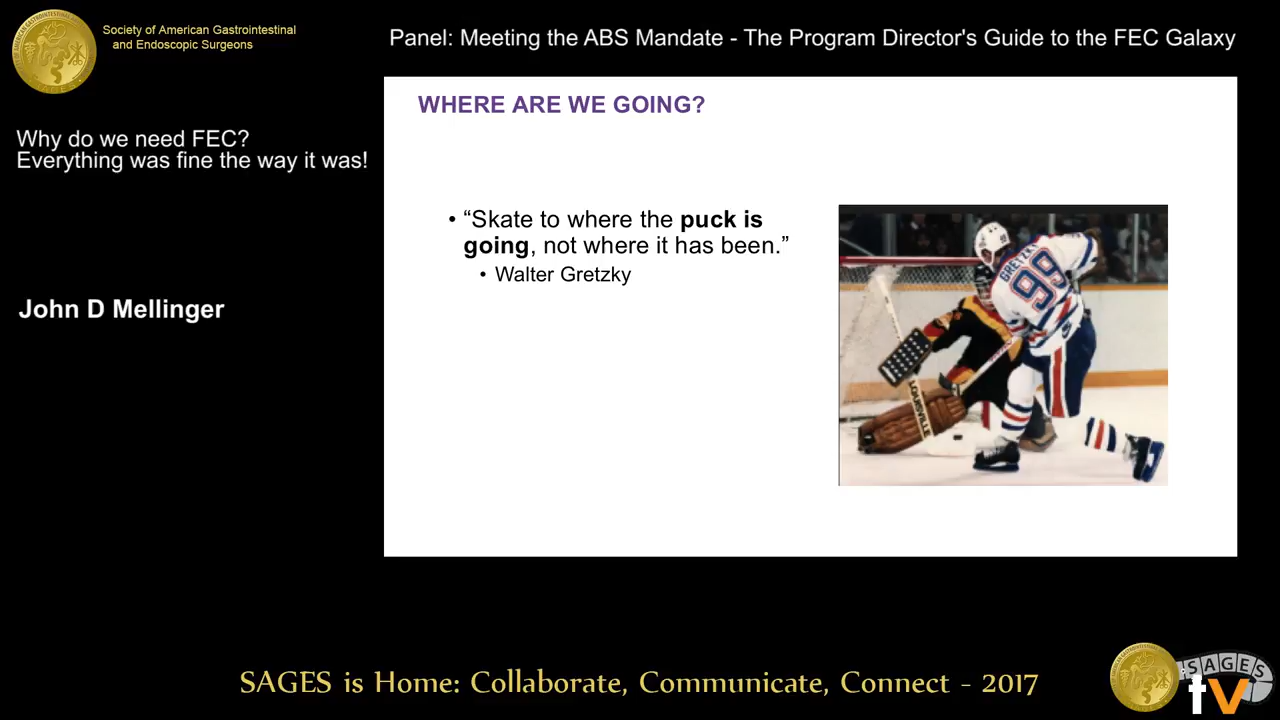 Society of American Gastrointestinal
and Endoscopic Surgeons
Panel: Meeting the ABS Mandate - The Program Director's Guide to the FEC Galaxy
Why do we need FEC?
Everything was fine the way it was!
John D Mellinger
WHERE ARE WE GOING?
• “Skate to where the puck is
going, not where it has been.”
• Walter Gretzky
GRETZKY
99
LOUISVILLE
SAGES is Home: Collaborate, Communicate, Connect - 2017
SAGES
tv